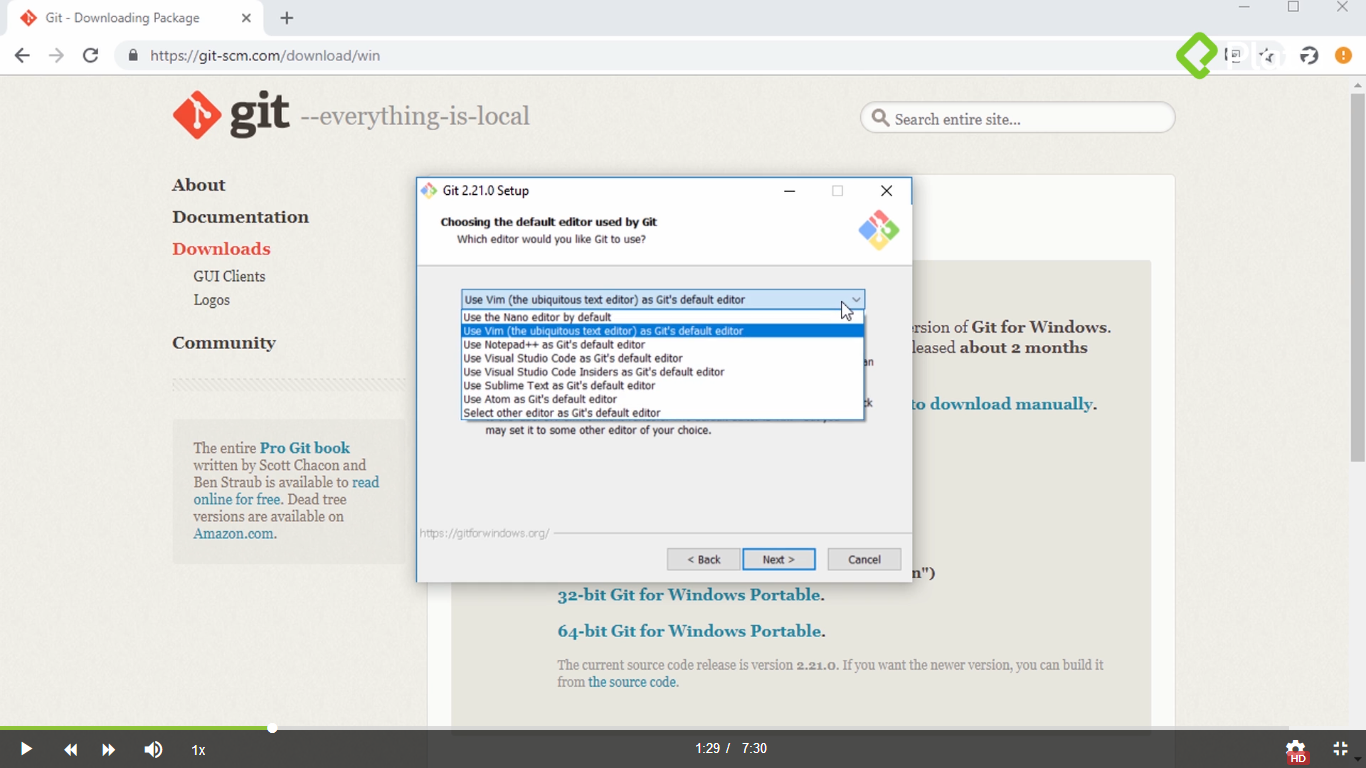 Git - Downloading Package
https://git-scm.com/download/win
git --everything-is-local
Search entire site...
About
Documentation
Downloads
GUI Clients
Logos
Community
The entire Pro Git book
written by Scott Chacon and
Ben Straub is available to read
online for free. Dead tree
versions are available on
Amazon.com.
Git 2.21.0 Setup
Choosing the default editor used by Git
Which editor would you like Git to use?
Use Vim (the ubiquitous text editor) as Git's default editor
Use the Nano editor by default
Use Vim (the ubiquitous text editor) as Git's default editor
Use Notepad++ as Git's default editor
Use Visual Studio Code as Git's default editor
Use Visual Studio Code Insiders as Git's default editor
Use Sublime Text as Git's default editor
Use Atom as Git's default editor
Select other editor as Git's default editor
may set it to some other editor of your choice.
https://gitforwindows.org/
< Back
Next >
Cancel
of Git for Windows.
about 2 months
to download manually.
32-bit Git for Windows Portable.
64-bit Git for Windows Portable.
The current source code release is version 2.21.0. If you want the newer version, you can build it
from the source code.
1x
1:29 / 7:30
HD